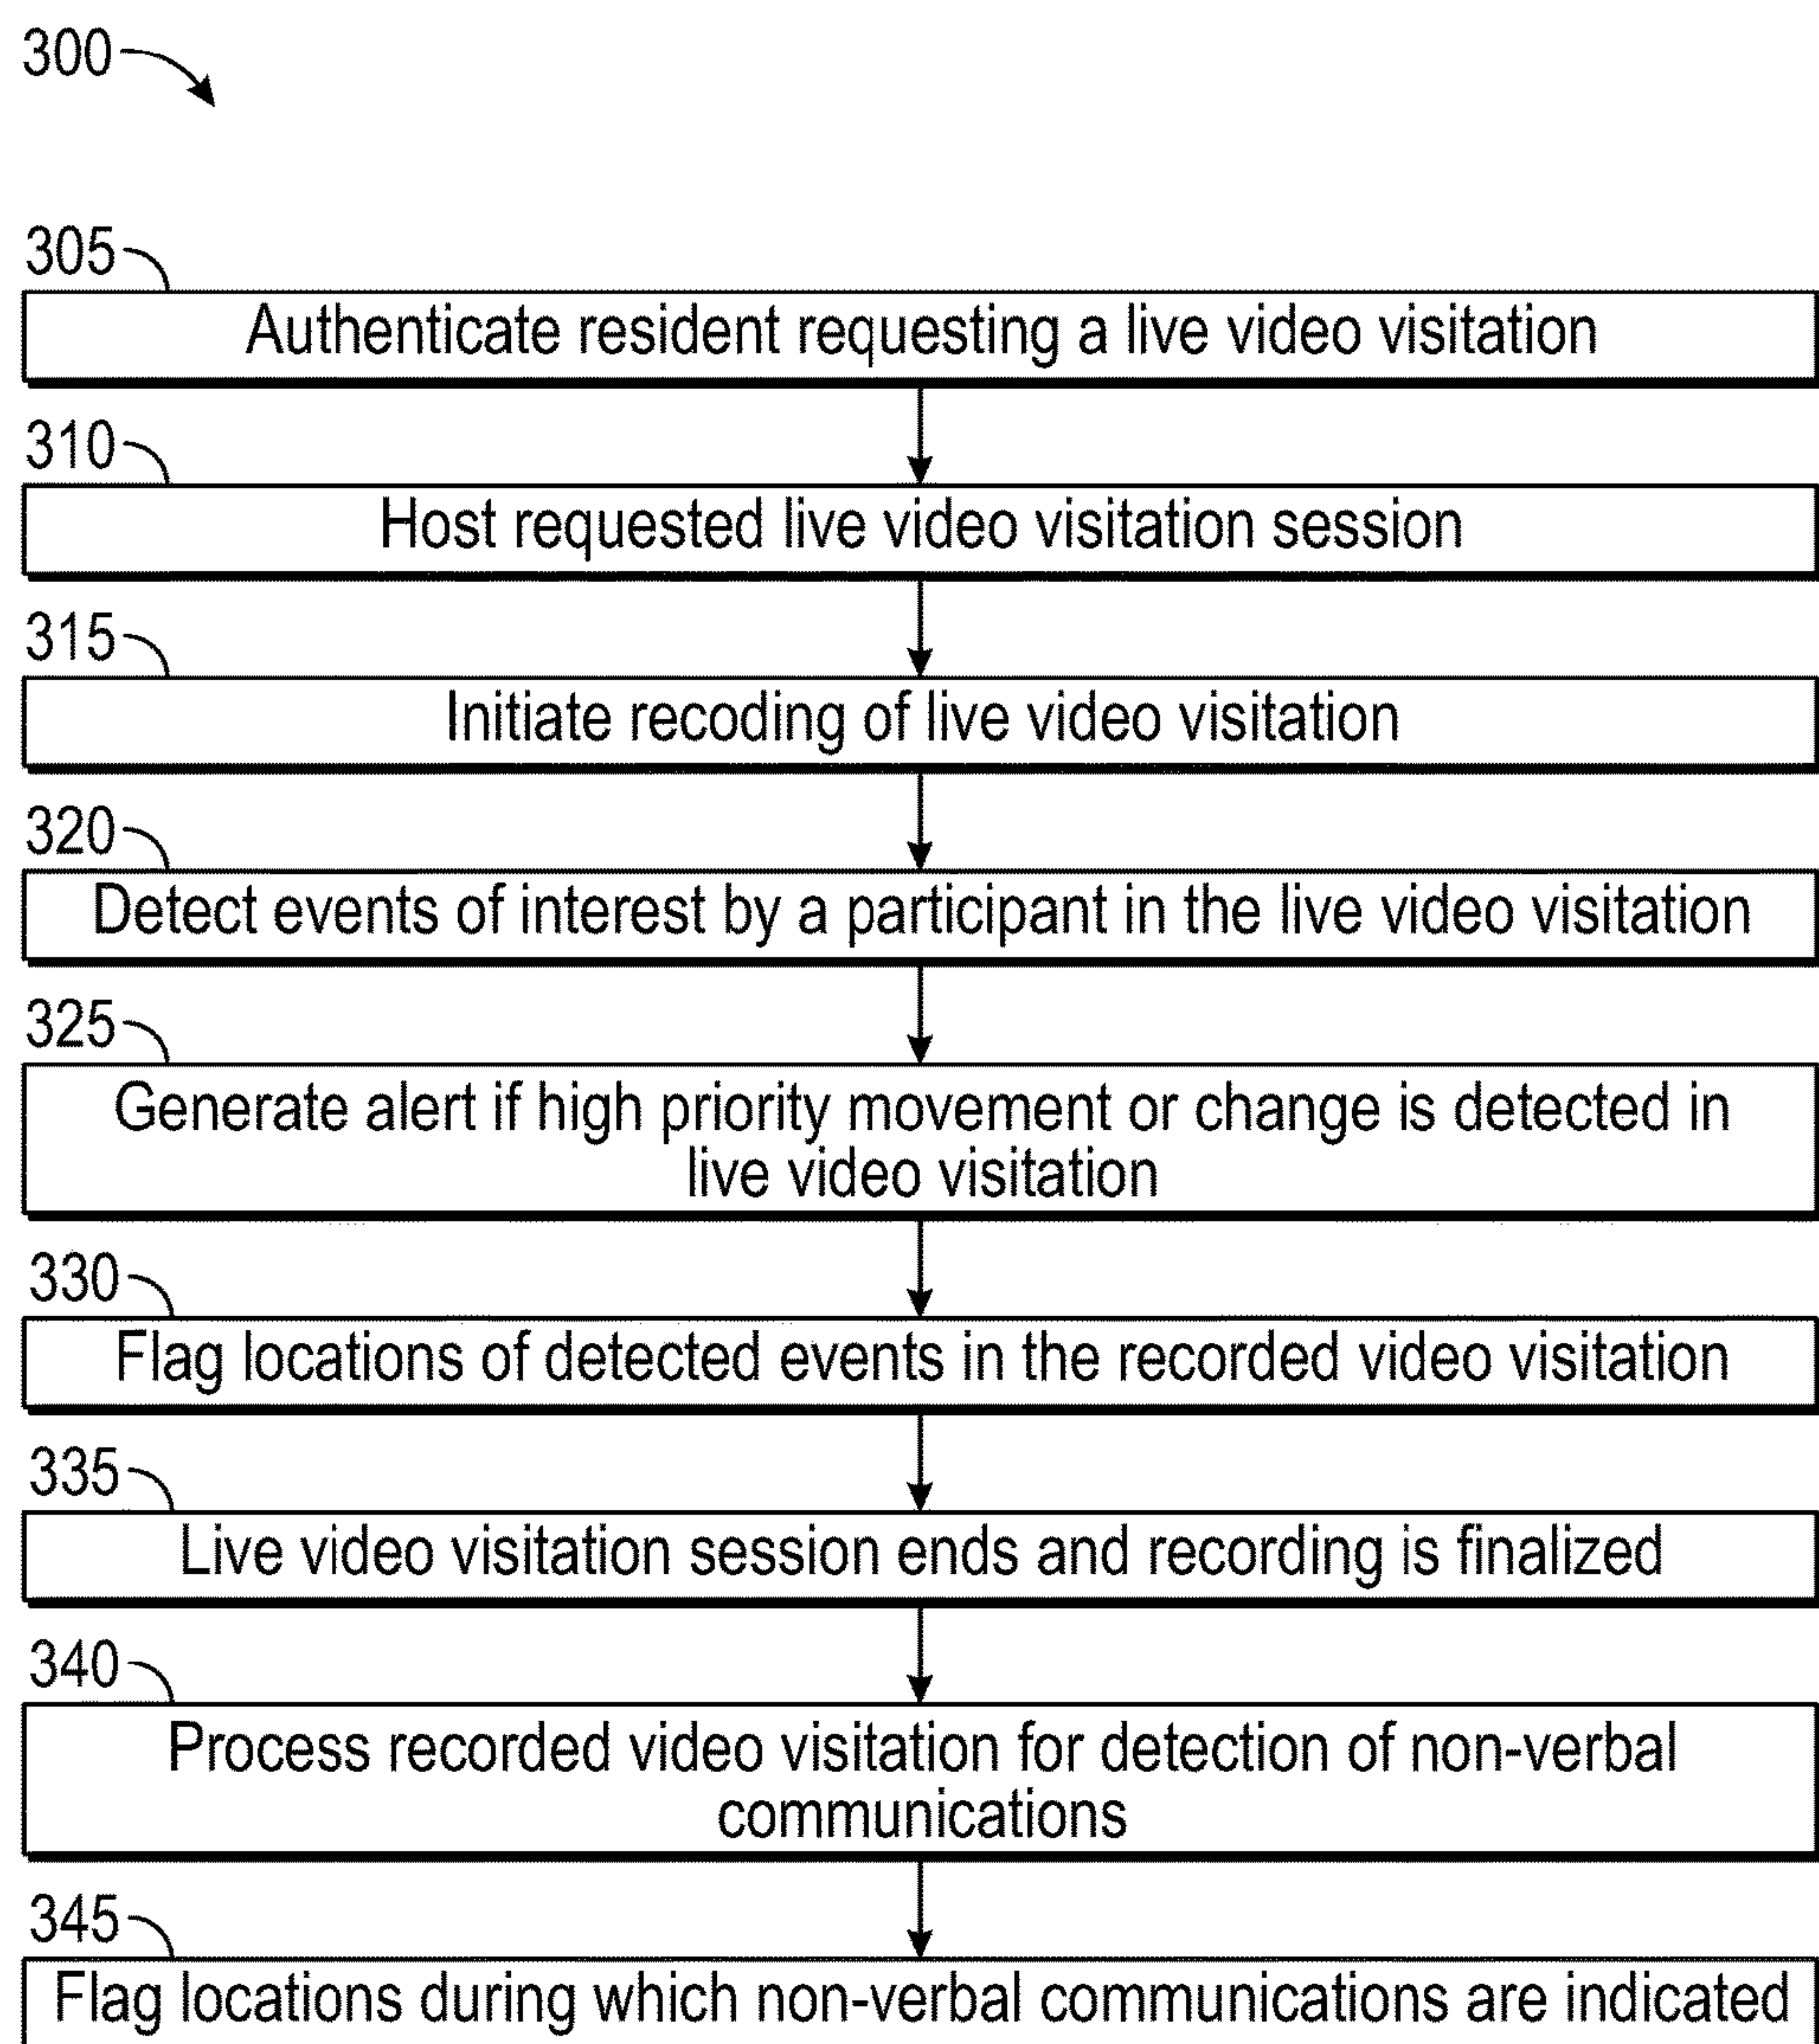 300
305
Authenticate resident requesting a live video visitation
310
Host requested live video visitation session
315
Initiate recoding of live video visitation
320
Detect events of interest by a participant in the live video visitation
325
Generate alert if high priority movement or change is detected in
live video visitation
330
Flag locations of detected events in the recorded video visitation
335
Live video visitation session ends and recording is finalized
340
Process recorded video visitation for detection of non-verbal
communications
345
Flag locations during which non-verbal communications are indicated